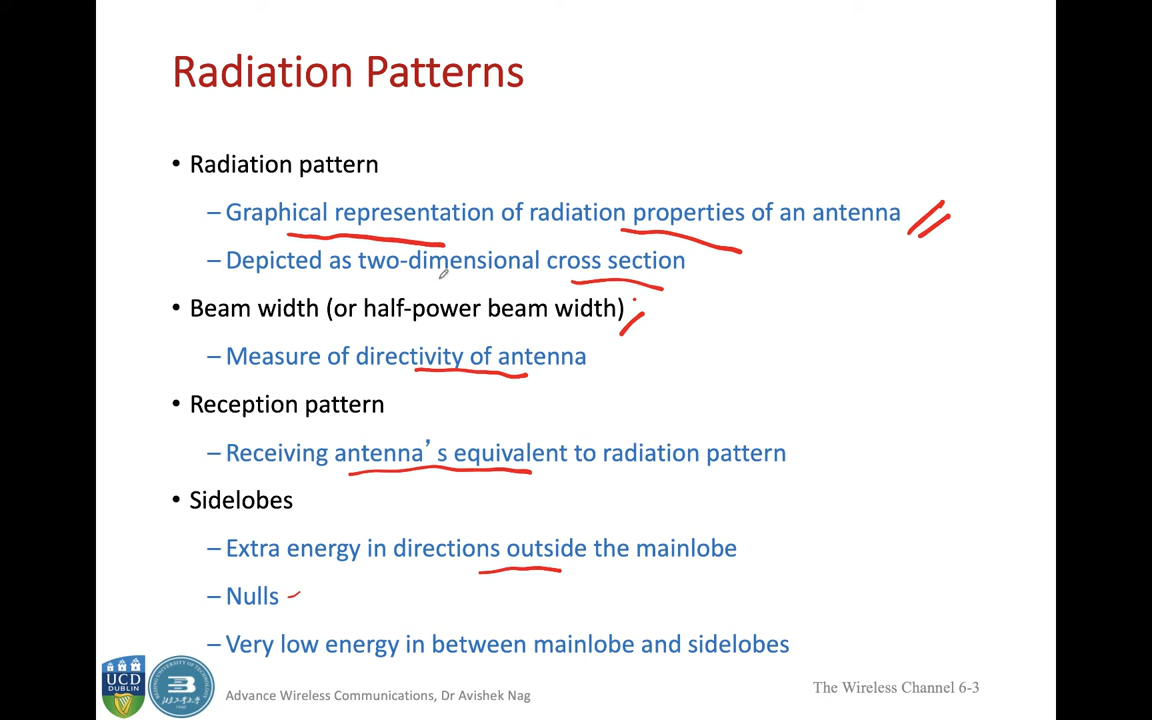 Radiation Patterns
• Radiation pattern
– Graphical representation of radiation properties of an antenna
– Depicted as two-dimensional cross section
• Beam width (or half-power beam width)
– Measure of directivity of antenna
• Reception pattern
– Receiving antenna’s equivalent to radiation pattern
• Sidelobes
– Extra energy in directions outside the mainlobe
– Nulls
– Very low energy in between mainlobe and sidelobes
UCD
DUBLIN
Advance Wireless Communications, Dr Avishek Nag
The Wireless Channel 6-3